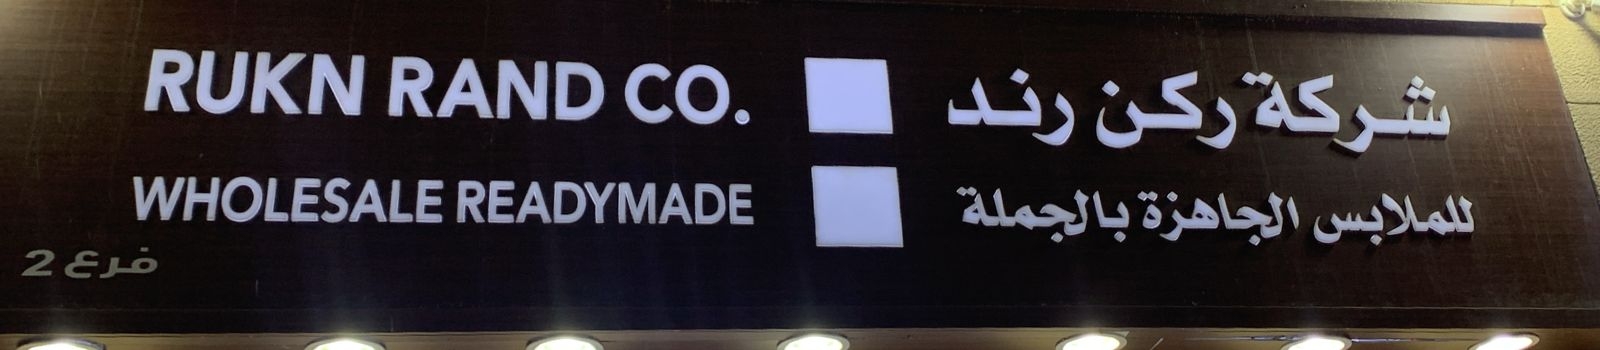 RUKN RAND CO.
شركة ركن رند
WHOLESALE READYMADE
للملابس الجاهزة بالجملة
فرع 2